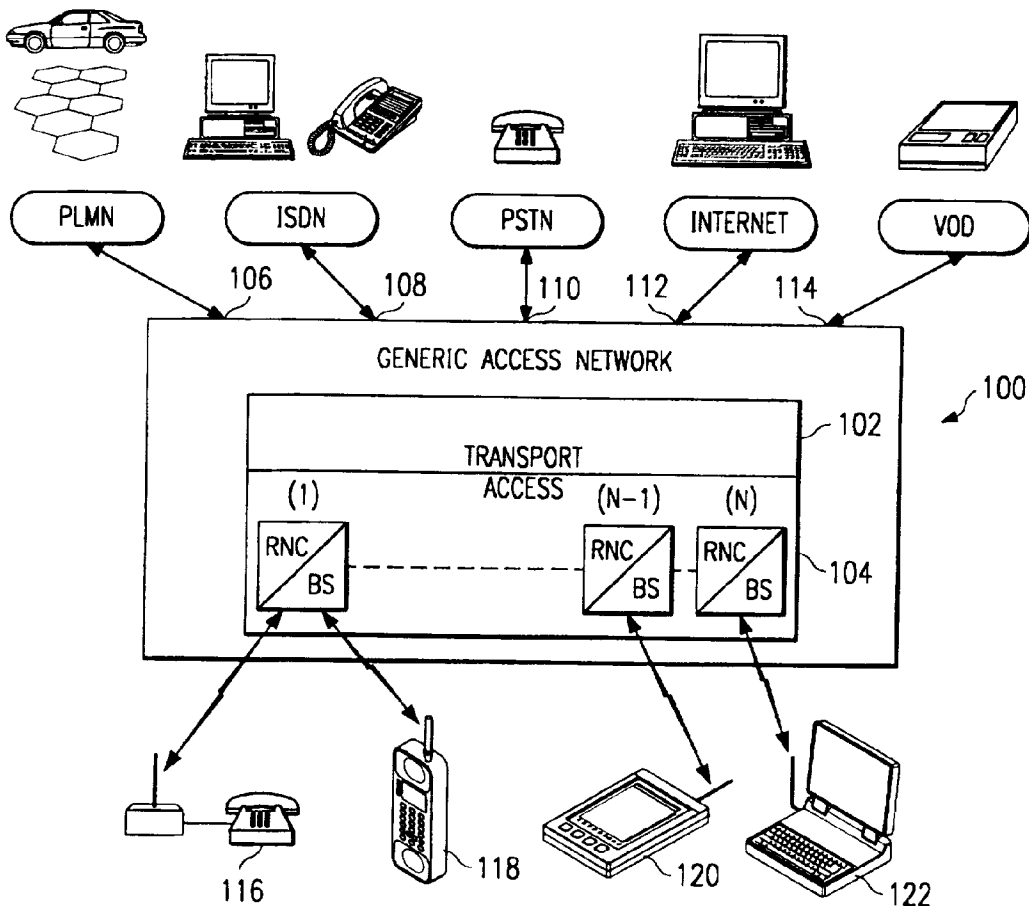 PLMN
ISDN
PSTN
INTERNET
VOD
106
108
110
112
114
GENERIC ACCESS NETWORK
100
102
TRANSPORT
ACCESS
(1)
(N-1)
(N)
RNC
BS
RNC
BS
RNC
BS
104
116
118
120
122